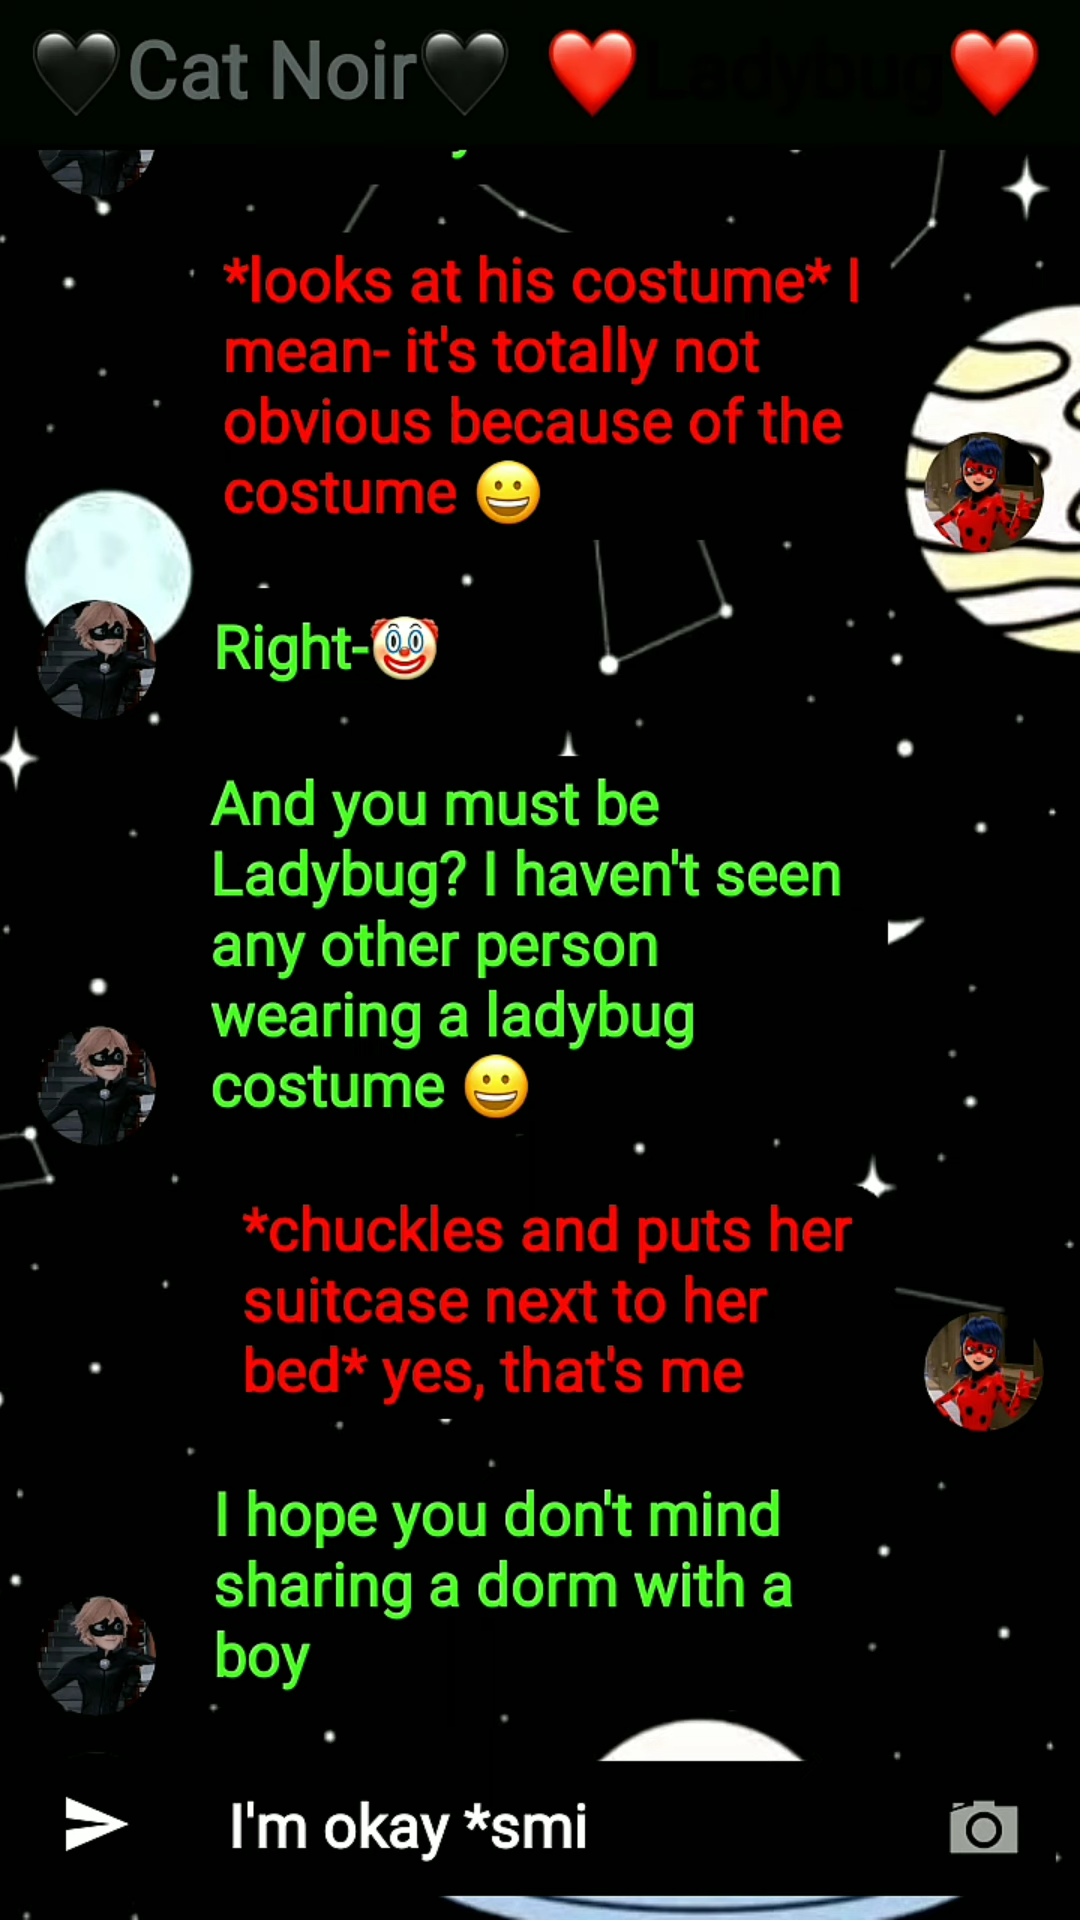 🖤Cat Noir🖤 ❤️Ladybug❤️
*looks at his costume* I
mean- it's totally not
obvious because of the
costume 😀
Right-🤡
And you must be
Ladybug? I haven't seen
any other person
wearing a ladybug
costume 😀
*chuckles and puts her
suitcase next to her
bed* yes, that's me
I hope you don't mind
sharing a dorm with a
boy
I'm okay *smi